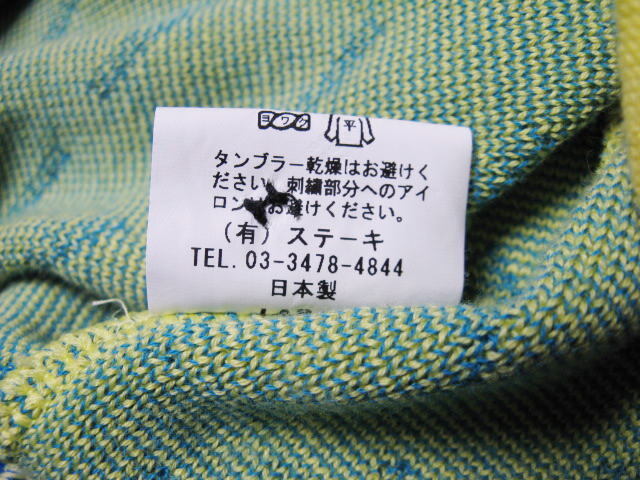 ヨワク
平
タンブラー乾燥はお避けく
ださい。刺繍部分へのアイ
ロンはお避けください。
(有)ステーキ
TEL. 03-3478-4844
日本製